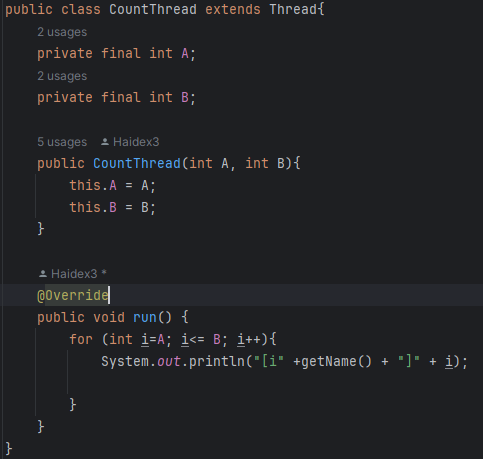 public class CountThread extends Thread{
2 usages
private final int A;
2 usages
private final int B;
5 usages Haidex3
public CountThread(int A, int B){
this.A = A;
this.B = B;
}
Haidex3 *
@Override
public void run() {
for (int i=A; i<= B; i++){
System.out.println("[i" +getName() + "]" + i);
}
}
}